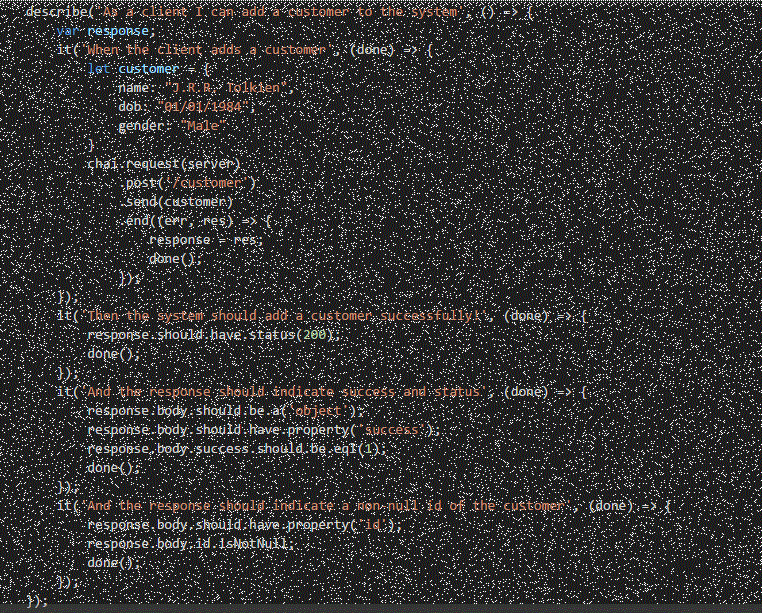 describe('As a client I can add a customer to the system', () => {
    var response;
    it('When the client adds a customer', (done) => {
        let customer = {
            name: "J.R.R. Tolkien",
            dob: "01/01/1984",
            gender: "Male"
        }
        chai.request(server)
            .post('/customer')
            .send(customer)
            .end((err, res) => {
                response = res;
                done();
            });
    });
    it('Then the system should add a customer successfully!', (done) => {
        response.should.have.status(200);
        done();
    });
    it('And the response should indicate success and status', (done) => {
        response.body.should.be.a('object');
        response.body.should.have.property('success');
        response.body.success.should.be.eql(1);
        done();
    });
    it('And the response should indicate a non-null id of the customer', (done) => {
        response.body.should.have.property('id');
        response.body.id.isNotNull;
        done();
    });
});